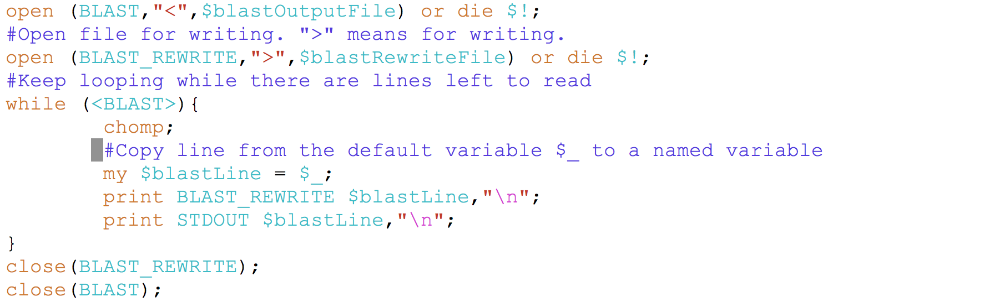 open (BLAST,"<",$blastOutputFile) or die $!;
#Open file for writing. ">" means for writing.
open (BLAST_REWRITE,">",$blastRewriteFile) or die $!;
#Keep looping while there are lines left to read
while (<BLAST>){
        chomp;
        #Copy line from the default variable $_ to a named variable
        my $blastLine = $_;
        print BLAST_REWRITE $blastLine,"\n";
        print STDOUT $blastLine,"\n";
}
close(BLAST_REWRITE);
close(BLAST);